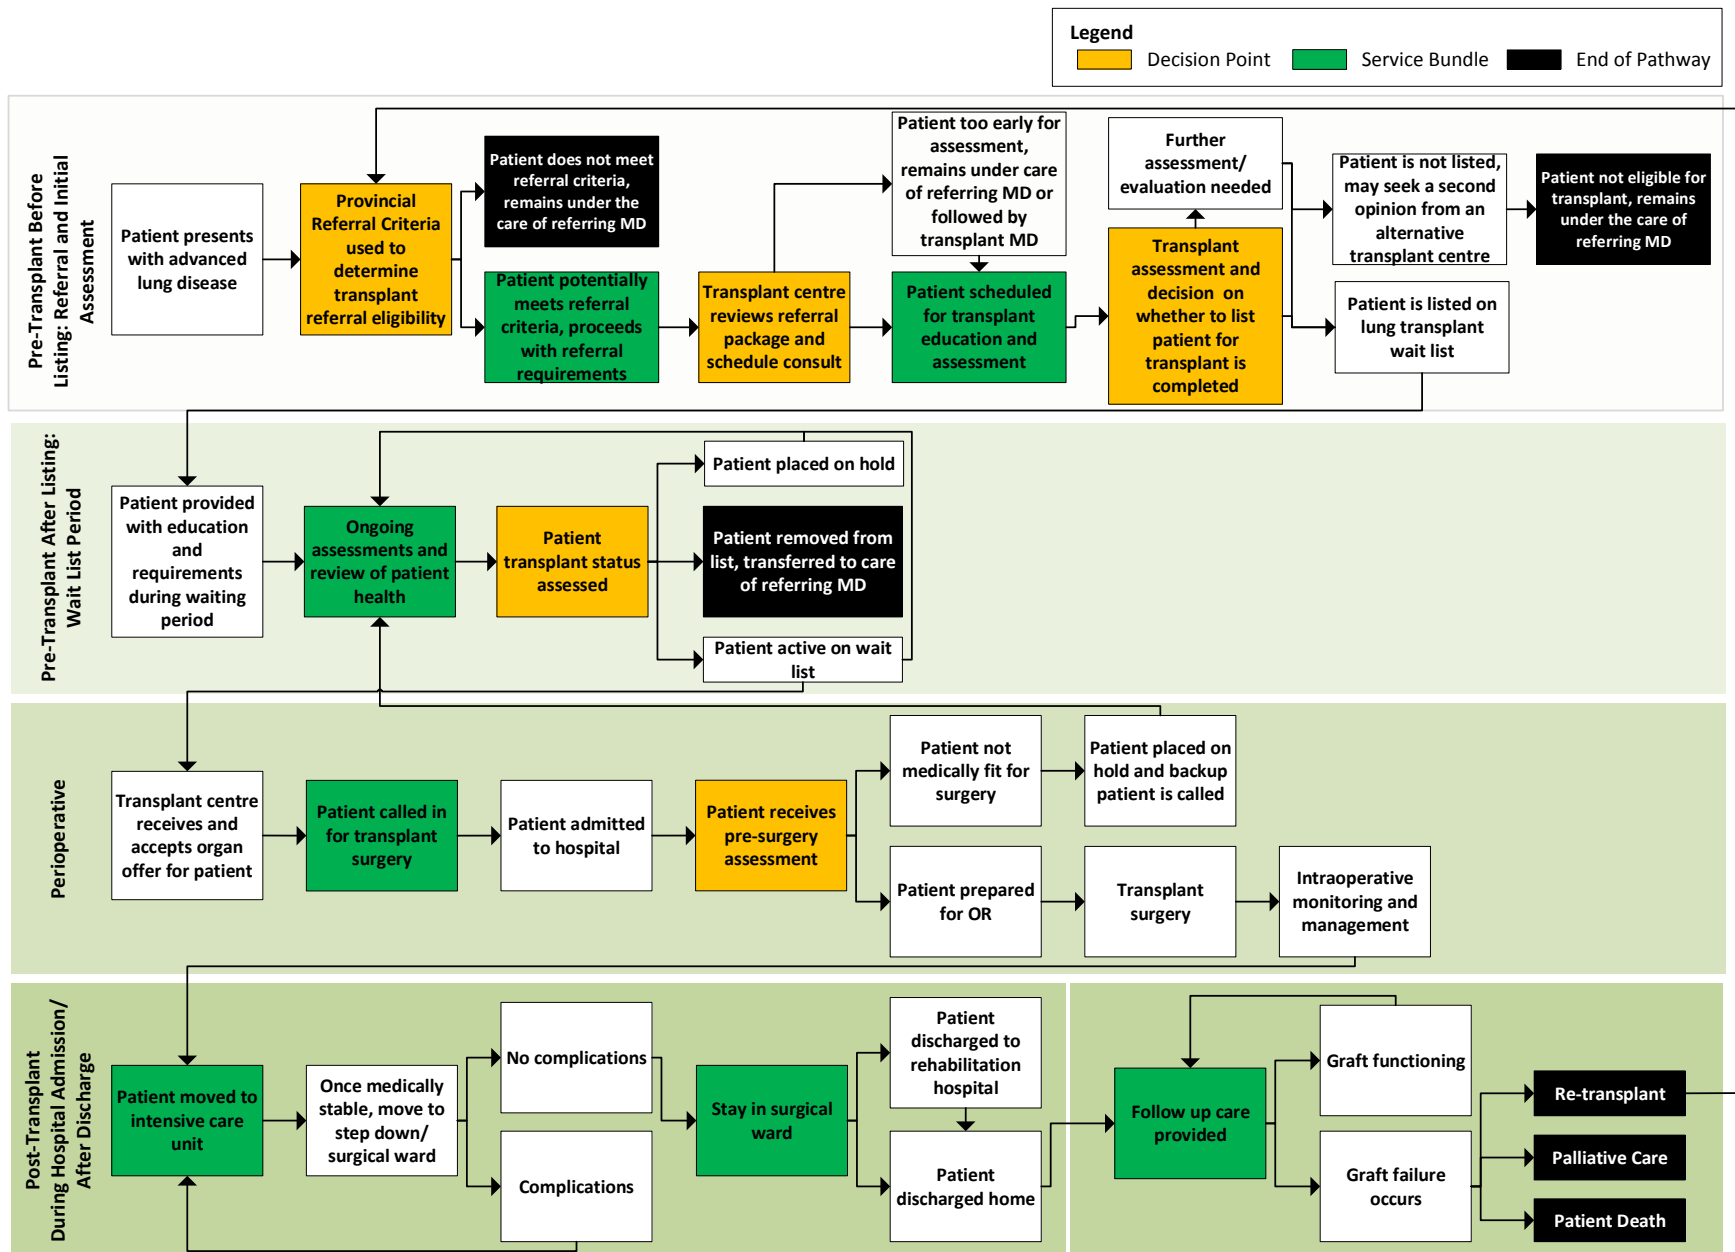 Legend
Decision Point
Service Bundle
End of Pathway
Pre-Transplant Before
Listing: Referral and Initial
Assessment
Patient presents
with advanced
lung disease
Provincial
Referral Criteria
used to
determine
transplant
referral eligibility
Patient does not meet
referral criteria,
remains under the
care of referring MD
Patient potentially
meets referral
criteria, proceeds
with referral
requirements
Transplant centre
reviews referral
package and
schedule consult
Patient too early for
assessment,
remains under care
of referring MD or
followed by
transplant MD
Patient scheduled
for transplant
education and
assessment
Further
assessment/
evaluation needed
Transplant
assessment and
decision on
whether to list
patient for
transplant is
completed
Patient is not listed,
may seek a second
opinion from an
alternative
transplant centre
Patient not eligible for
transplant, remains
under the care of
referring MD
Patient is listed on
lung transplant
wait list
Pre-Transplant After Listing:
Wait List Period
Patient provided
with education
and
requirements
during waiting
period
Ongoing
assessments and
review of patient
health
Patient
transplant status
assessed
Patient placed on hold
Patient removed from
list, transferred to care
of referring MD
Patient active on wait
list
Perioperative
Transplant centre
receives and
accepts organ
offer for patient
Patient called in
for transplant
surgery
Patient admitted
to hospital
Patient receives
pre-surgery
assessment
Patient not
medically fit for
surgery
Patient placed on
hold and backup
patient is called
Patient prepared
for OR
Transplant
surgery
Intraoperative
monitoring and
management
Post-Transplant
During Hospital Admission/
After Discharge
Patient moved to
intensive care
unit
Once medically
stable, move to
step down/
surgical ward
No complications
Complications
Stay in surgical
ward
Patient
discharged to
rehabilitation
hospital
Patient
discharged home
Follow up care
provided
Graft functioning
Graft failure
occurs
Re-transplant
Palliative Care
Patient Death